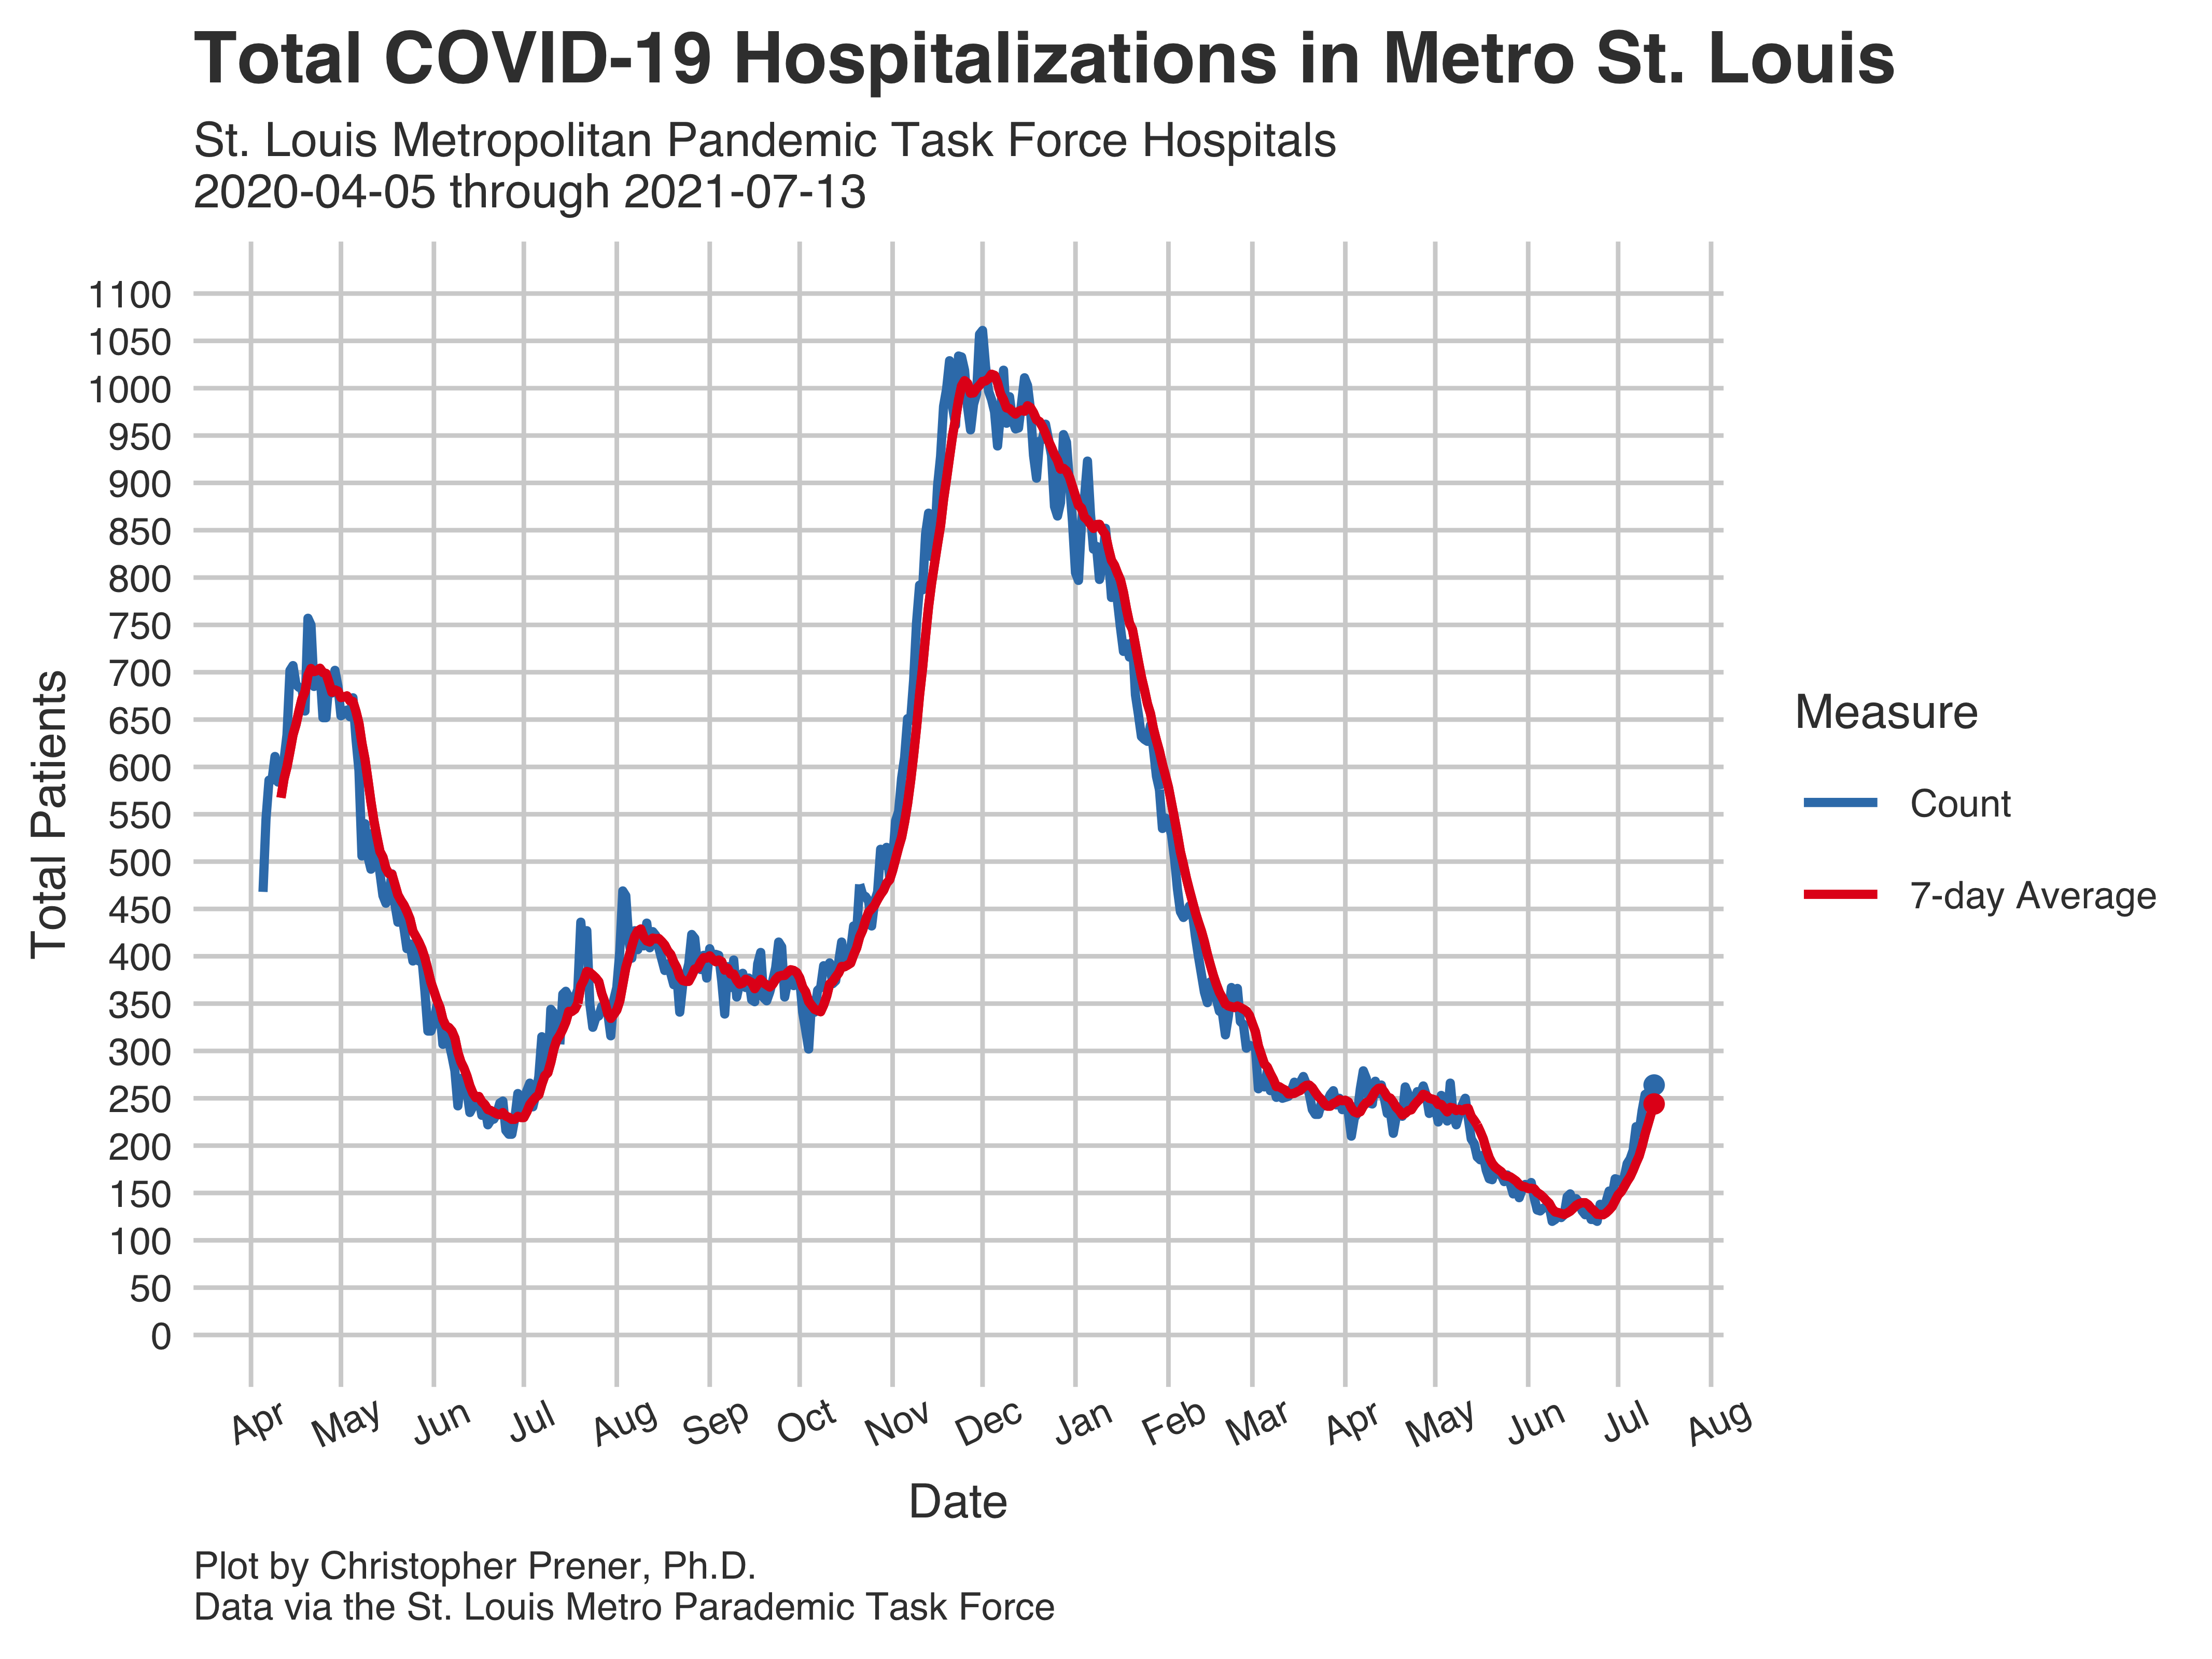 Total COVID-19 Hospitalizations in Metro St. Louis
St. Louis Metropolitan Pandemic Task Force Hospitals
2020-04-05 through 2021-07-13
1100
1050
1000
950
900
850
800
750
700
650
600
550
500
450
400
350
300
250
200
150
100
50
0
Total Patients
Apr May Jun Jul Aug Sep Oct Nov Dec Jan Feb Mar Apr May Jun Jul Aug
Date
Measure
Count
7-day Average
Plot by Christopher Prener, Ph.D.
Data via the St. Louis Metro Parademic Task Force